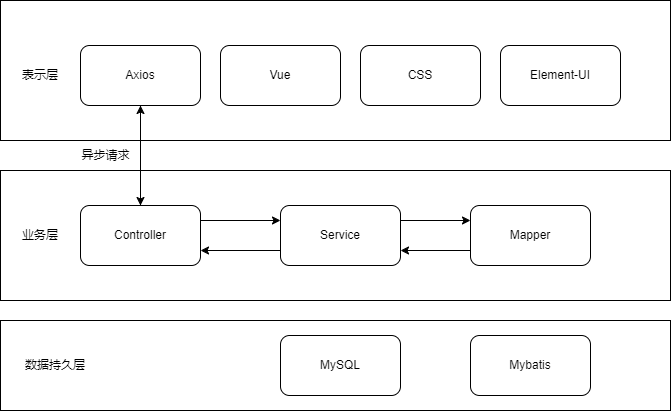 表示层
Axios
Vue
CSS
Element-UI
异步请求
业务层
Controller
Service
Mapper
数据持久层
MySQL
Mybatis